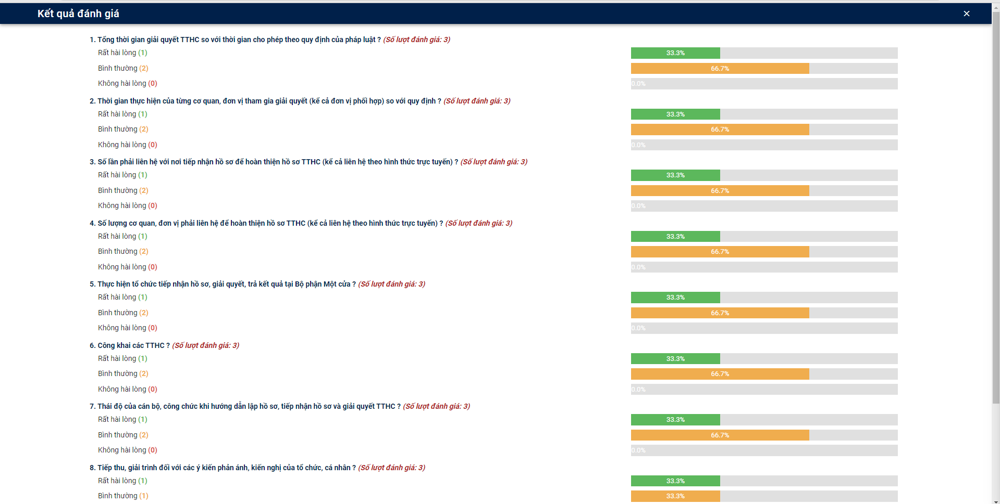 Kết quả đánh giá
1. Tổng thời gian giải quyết TTHC so với thời gian cho phép theo quy định của pháp luật ? (Số lượt đánh giá: 3)
Rất hài lòng (1) 33.3%
Bình thường (2) 66.7%
Không hài lòng (0) 0.0%
2. Thời gian thực hiện của từng cơ quan, đơn vị tham gia giải quyết (kể cả đơn vị phối hợp) so với quy định ? (Số lượt đánh giá: 3)
Rất hài lòng (1) 33.3%
Bình thường (2) 66.7%
Không hài lòng (0) 0.0%
3. Số lần phải liên hệ với nơi tiếp nhận hồ sơ để hoàn thiện hồ sơ TTHC (kể cả liên hệ theo hình thức trực tuyến) ? (Số lượt đánh giá: 3)
Rất hài lòng (1) 33.3%
Bình thường (2) 66.7%
Không hài lòng (0) 0.0%
4. Số lượng cơ quan, đơn vị phải liên hệ để hoàn thiện hồ sơ TTHC (kể cả liên hệ theo hình thức trực tuyến) ? (Số lượt đánh giá: 3)
Rất hài lòng (1) 33.3%
Bình thường (2) 66.7%
Không hài lòng (0) 0.0%
5. Thực hiện tổ chức tiếp nhận hồ sơ, giải quyết, trả kết quả tại Bộ phận Một cửa ? (Số lượt đánh giá: 3)
Rất hài lòng (1) 33.3%
Bình thường (2) 66.7%
Không hài lòng (0) 0.0%
6. Công khai các TTHC ? (Số lượt đánh giá: 3)
Rất hài lòng (1) 33.3%
Bình thường (2) 66.7%
Không hài lòng (0) 0.0%
7. Thái độ của cán bộ, công chức khi hướng dẫn lập hồ sơ, tiếp nhận hồ sơ và giải quyết TTHC ? (Số lượt đánh giá: 3)
Rất hài lòng (1) 33.3%
Bình thường (2) 66.7%
Không hài lòng (0) 0.0%
8. Tiếp thu, giải trình đối với các ý kiến phản ánh, kiến nghị của tổ chức, cá nhân ? (Số lượt đánh giá: 3)
Rất hài lòng (1) 33.3%
Bình thường (1) 33.3%